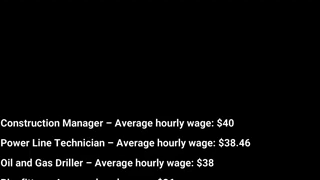 Construction Manager – Average hourly wage: $40
Power Line Technician – Average hourly wage: $38.46
Oil and Gas Driller – Average hourly wage: $38